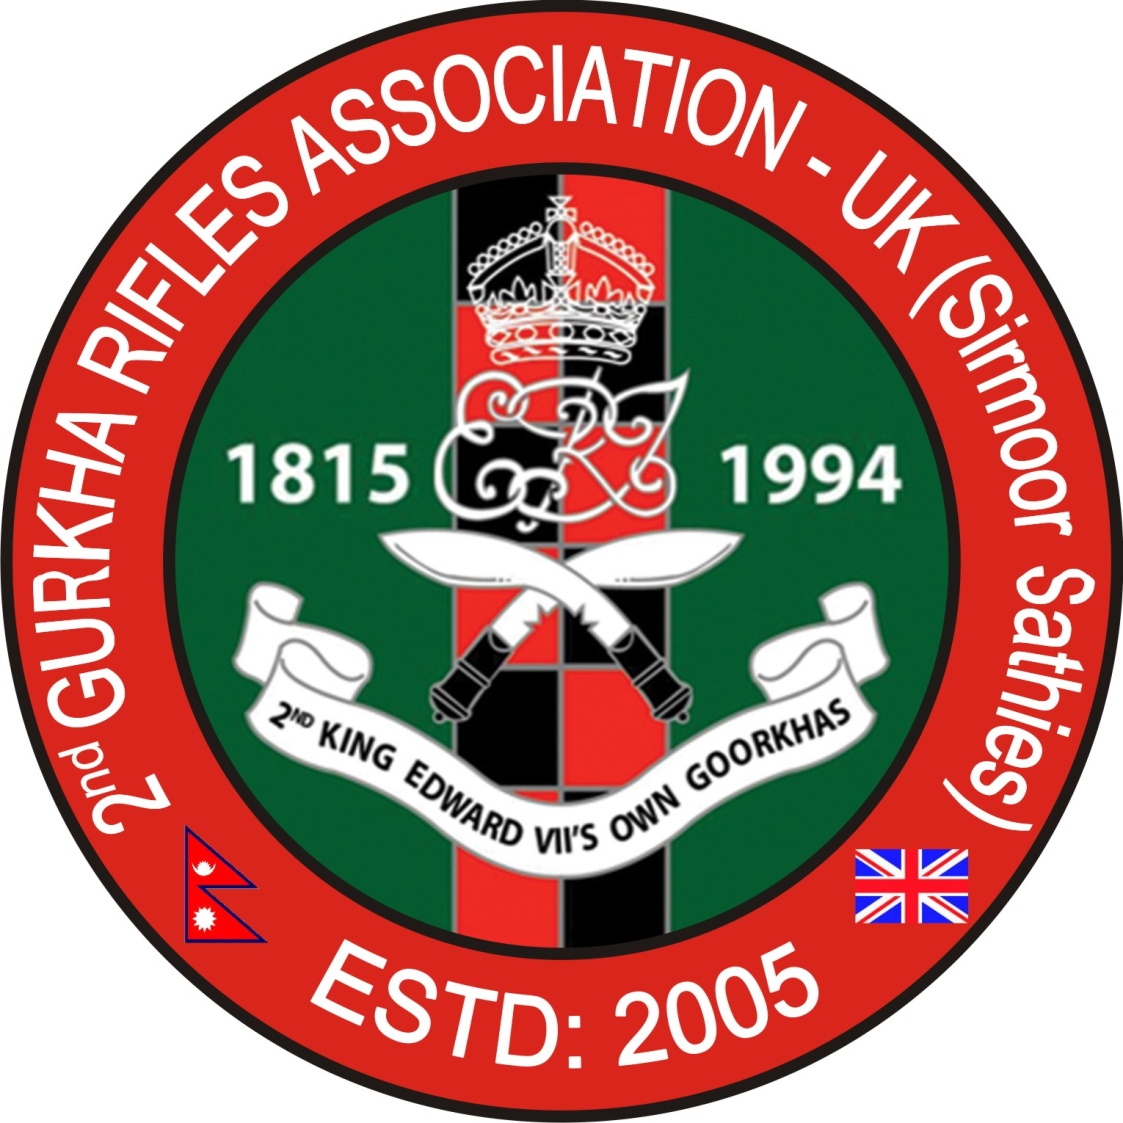 2nd GURKHA RIFLES ASSOCIATION - UK (Sirmoor Sathies)
1815
1994
2ND KING EDWARD VII'S OWN GOORKHAS
ESTD: 2005